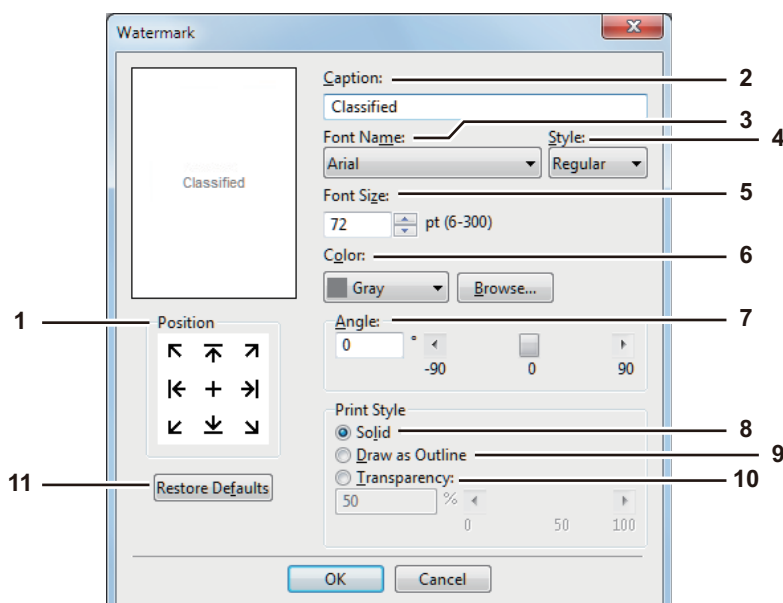 Watermark
Caption: 2
Classified
3
Font Name: Style: 4
Arial Regular
Classified
Font Size: 5
72 pt (6-300)
Color: 6
Gray Browse...
1 Position Angle: 7
0 °
-90 0 90
Print Style
Solid 8
Draw as Outline 9
11 Restore Defaults Transparency: 10
50 %
0 50 100
OK Cancel